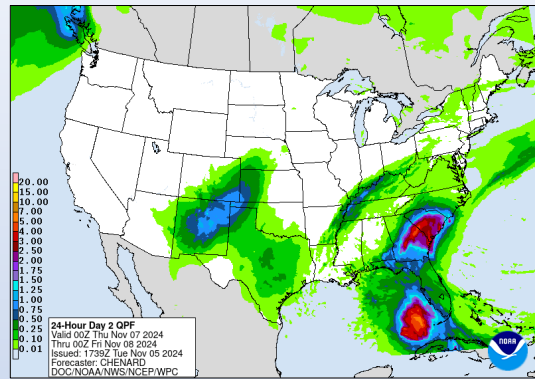 20.00
15.00
10.00
7.00
5.00
4.00
3.00
2.50
2.00
1.75
1.50
1.25
1.00
0.75
0.50
0.25
0.10
0.01
24-Hour Day 2 QPF
Valid 00Z Thu Nov 07 2024
Thru 00Z Fri Nov 08 2024
Issued: 1739Z Tue Nov 05 2024
Forecaster: CHENARD
DOC/NOAA/NWS/NCEP/WPC
NOAA